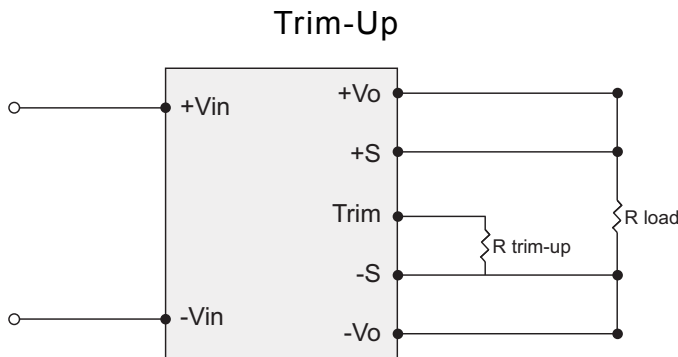 Trim-Up
+Vin
-Vin
+Vo
+S
Trim
-S
-Vo
R trim-up
R load